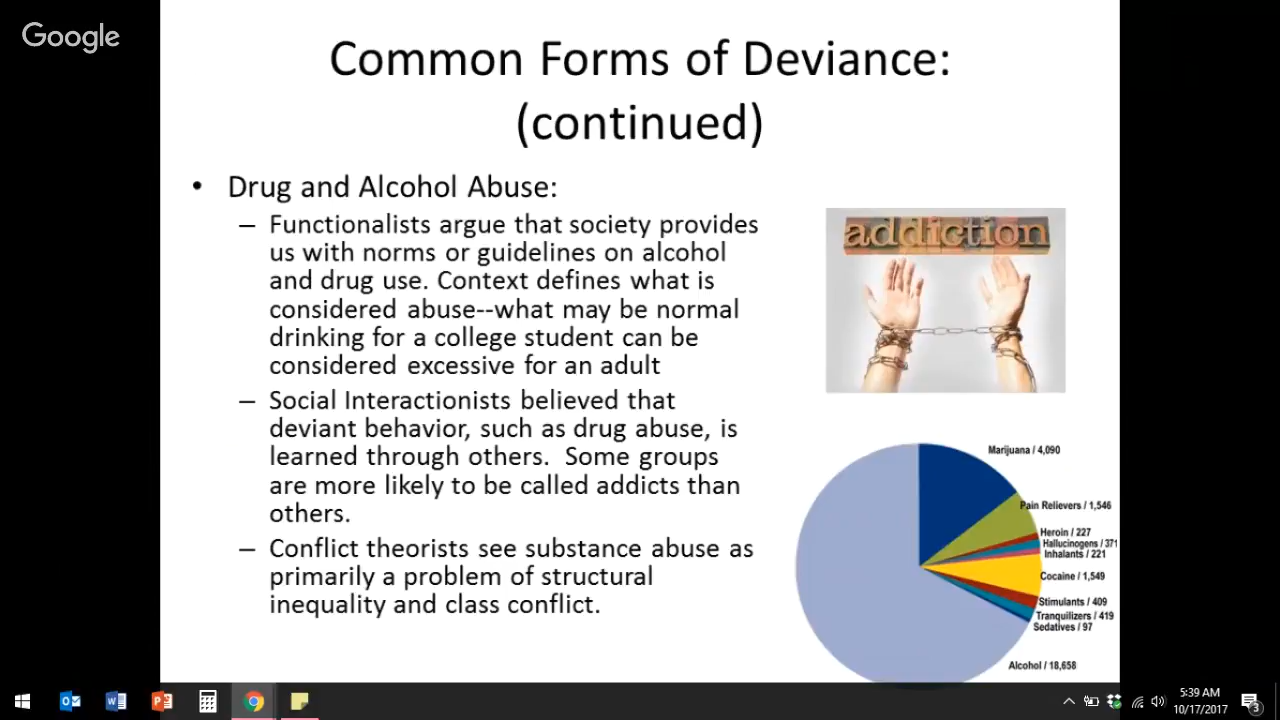 Google
Common Forms of Deviance:
(continued)
• Drug and Alcohol Abuse:
– Functionalists argue that society provides
us with norms or guidelines on alcohol
and drug use. Context defines what is
considered abuse--what may be normal
drinking for a college student can be
considered excessive for an adult
– Social Interactionists believed that
deviant behavior, such as drug abuse, is
learned through others.  Some groups
are more likely to be called addicts than
others.
– Conflict theorists see substance abuse as
primarily a problem of structural
inequality and class conflict.
addiction
Marijuana / 4,090
Pain Relievers / 1,546
Heroin / 227
Hallucinogens / 371
Inhalants / 221
Cocaine / 1,549
Stimulants / 409
Tranquilizers / 419
Sedatives / 97
Alcohol / 18,658
5:39 AM
10/17/2017
3